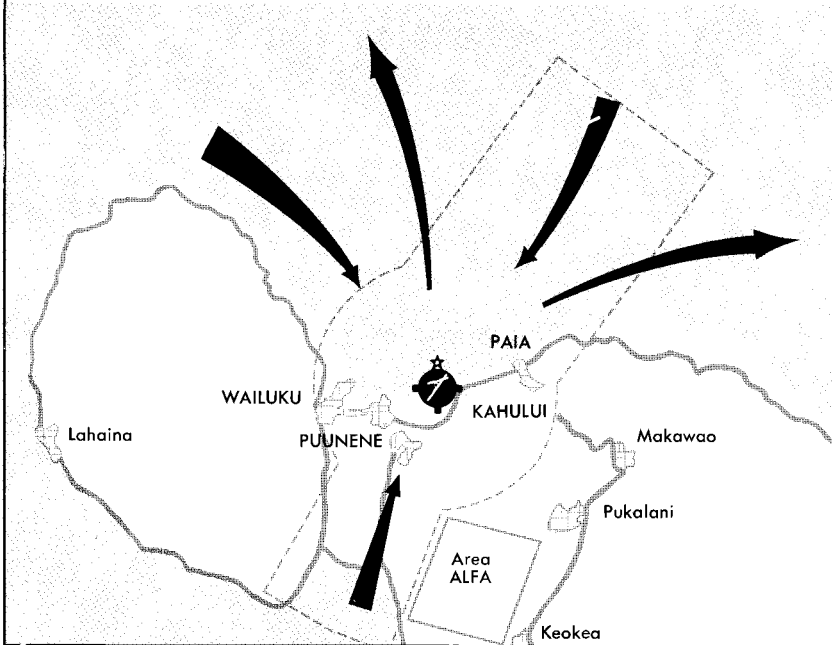 PAIA
WAILUKU
KAHULUI
Lahaina
PUUNENE
Makawao
Pukalani
Area
ALFA
Keokea